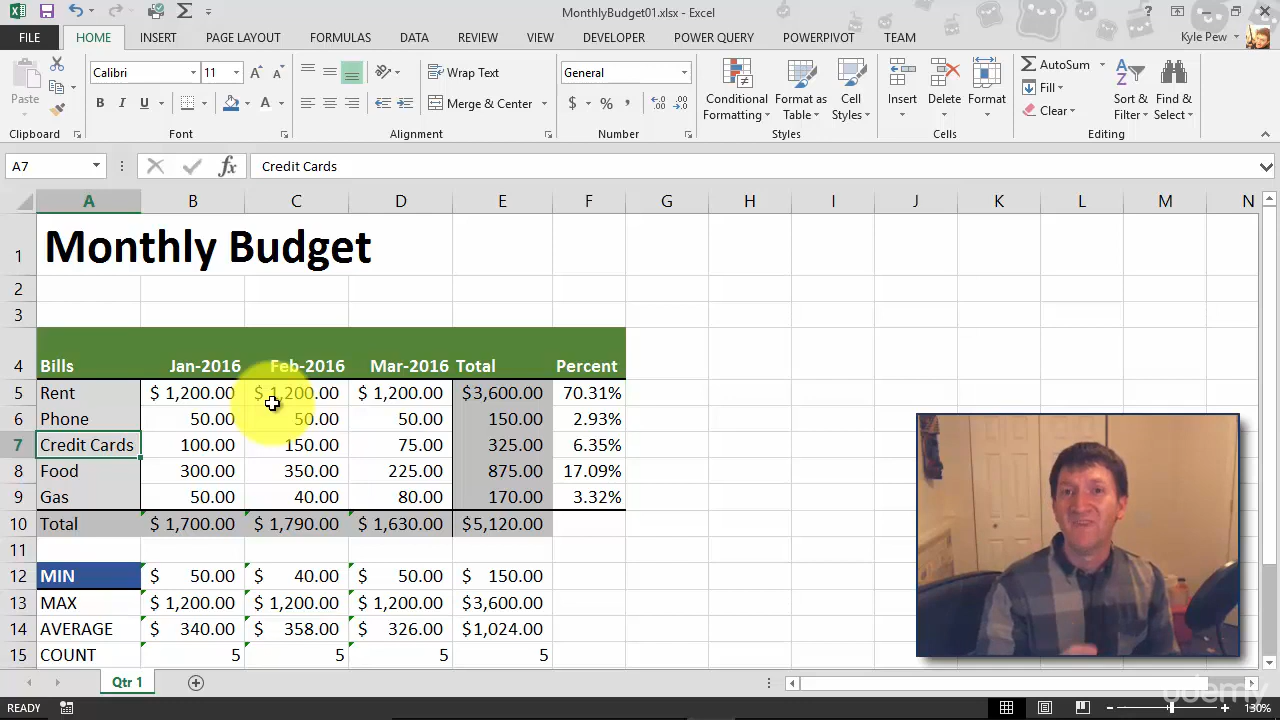 MonthlyBudget01.xlsx - Excel
FILE HOME INSERT PAGE LAYOUT FORMULAS DATA REVIEW VIEW DEVELOPER POWER QUERY POWERPIVOT TEAM Kyle Pew
Paste
Calibri 11
B I U
Wrap Text
Merge & Center
General
$ % ,
Conditional Formatting
Format as Table
Cell Styles
Insert
Delete
Format
AutoSum
Fill
Clear
Sort & Filter
Find & Select
Clipboard Font Alignment Number Styles Cells Editing
A7 fx Credit Cards
A B C D E F G H I J K L M N
1 Monthly Budget
2
3
4 Bills Jan-2016 Feb-2016 Mar-2016 Total Percent
5 Rent $ 1,200.00 $ 1,200.00 $ 1,200.00 $3,600.00 70.31%
6 Phone 50.00 50.00 50.00 150.00 2.93%
7 Credit Cards 100.00 150.00 75.00 325.00 6.35%
8 Food 300.00 350.00 225.00 875.00 17.09%
9 Gas 50.00 40.00 80.00 170.00 3.32%
10 Total $ 1,700.00 $ 1,790.00 $ 1,630.00 $5,120.00
11
12 MIN $ 50.00 $ 40.00 $ 50.00 $ 150.00
13 MAX $ 1,200.00 $ 1,200.00 $ 1,200.00 $3,600.00
14 AVERAGE $ 340.00 $ 358.00 $ 326.00 $1,024.00
15 COUNT 5 5 5 5
Qtr 1
udemy
READY 130%